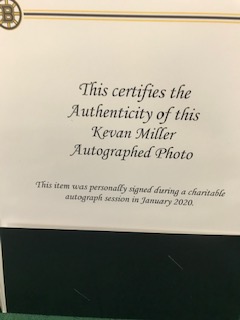 B
This certifies the
Authenticity of this
Kevan Miller
Autographed Photo
This item was personally signed during a charitable
autograph session in January 2020.